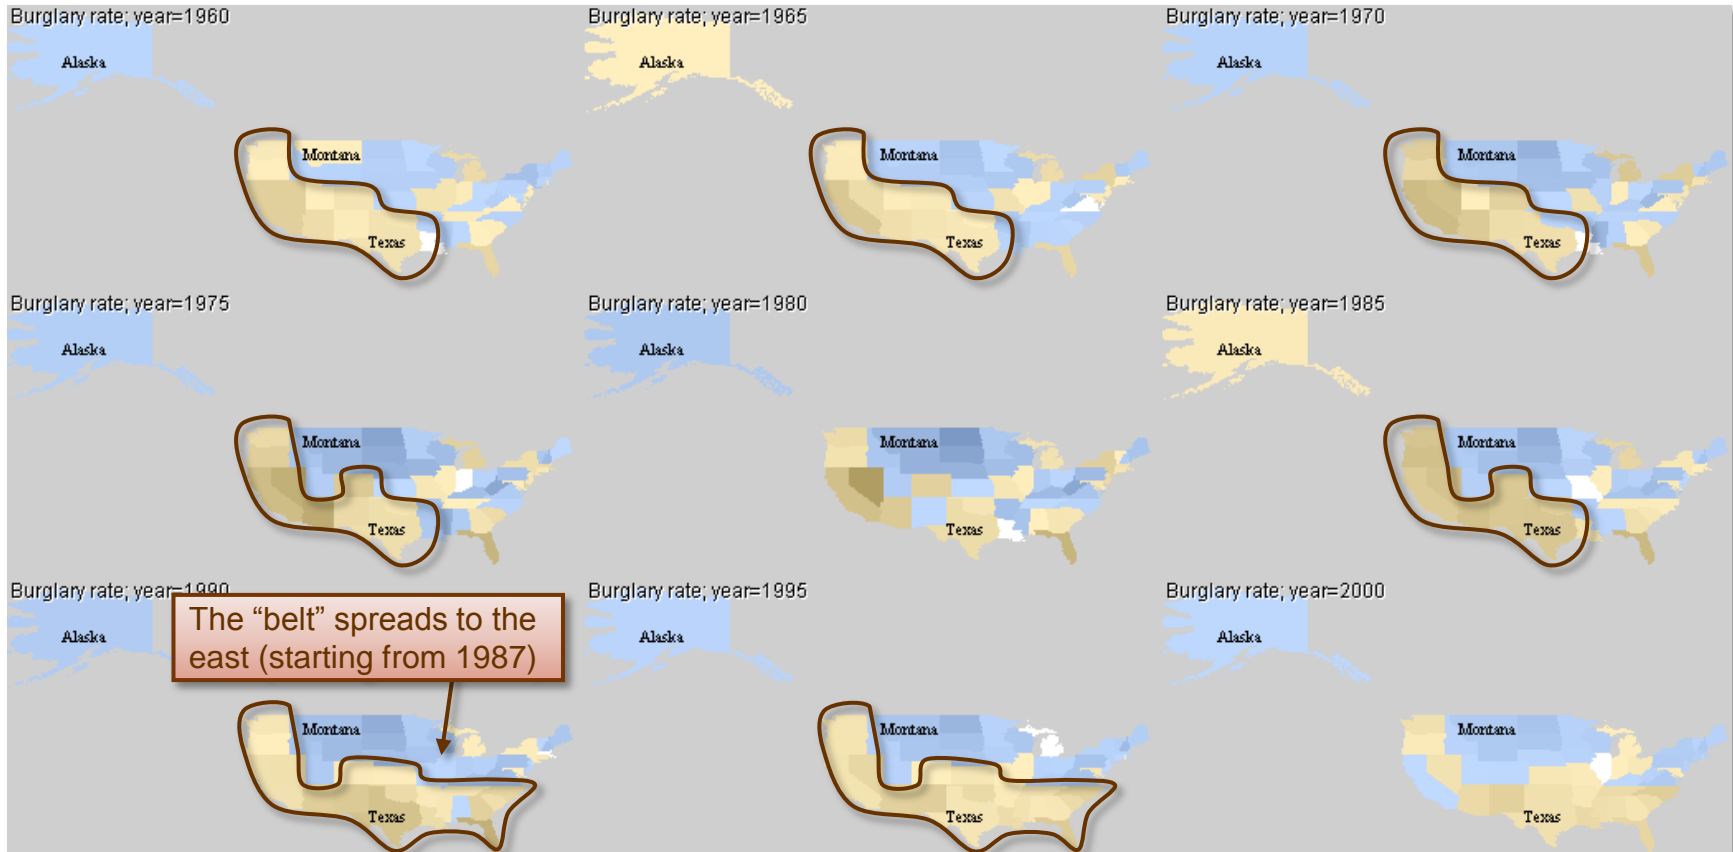 Burglary rate; year=1960
Alaska
Montana
Texas
Burglary rate; year=1965
Alaska
Montana
Texas
Burglary rate; year=1970
Alaska
Montana
Texas
Burglary rate; year=1975
Alaska
Montana
Texas
Burglary rate; year=1980
Alaska
Montana
Texas
Burglary rate; year=1985
Alaska
Montana
Texas
Burglary rate; year=1990
Alaska
The “belt” spreads to the
east (starting from 1987)
Montana
Texas
Burglary rate; year=1995
Alaska
Montana
Texas
Burglary rate; year=2000
Alaska
Montana
Texas